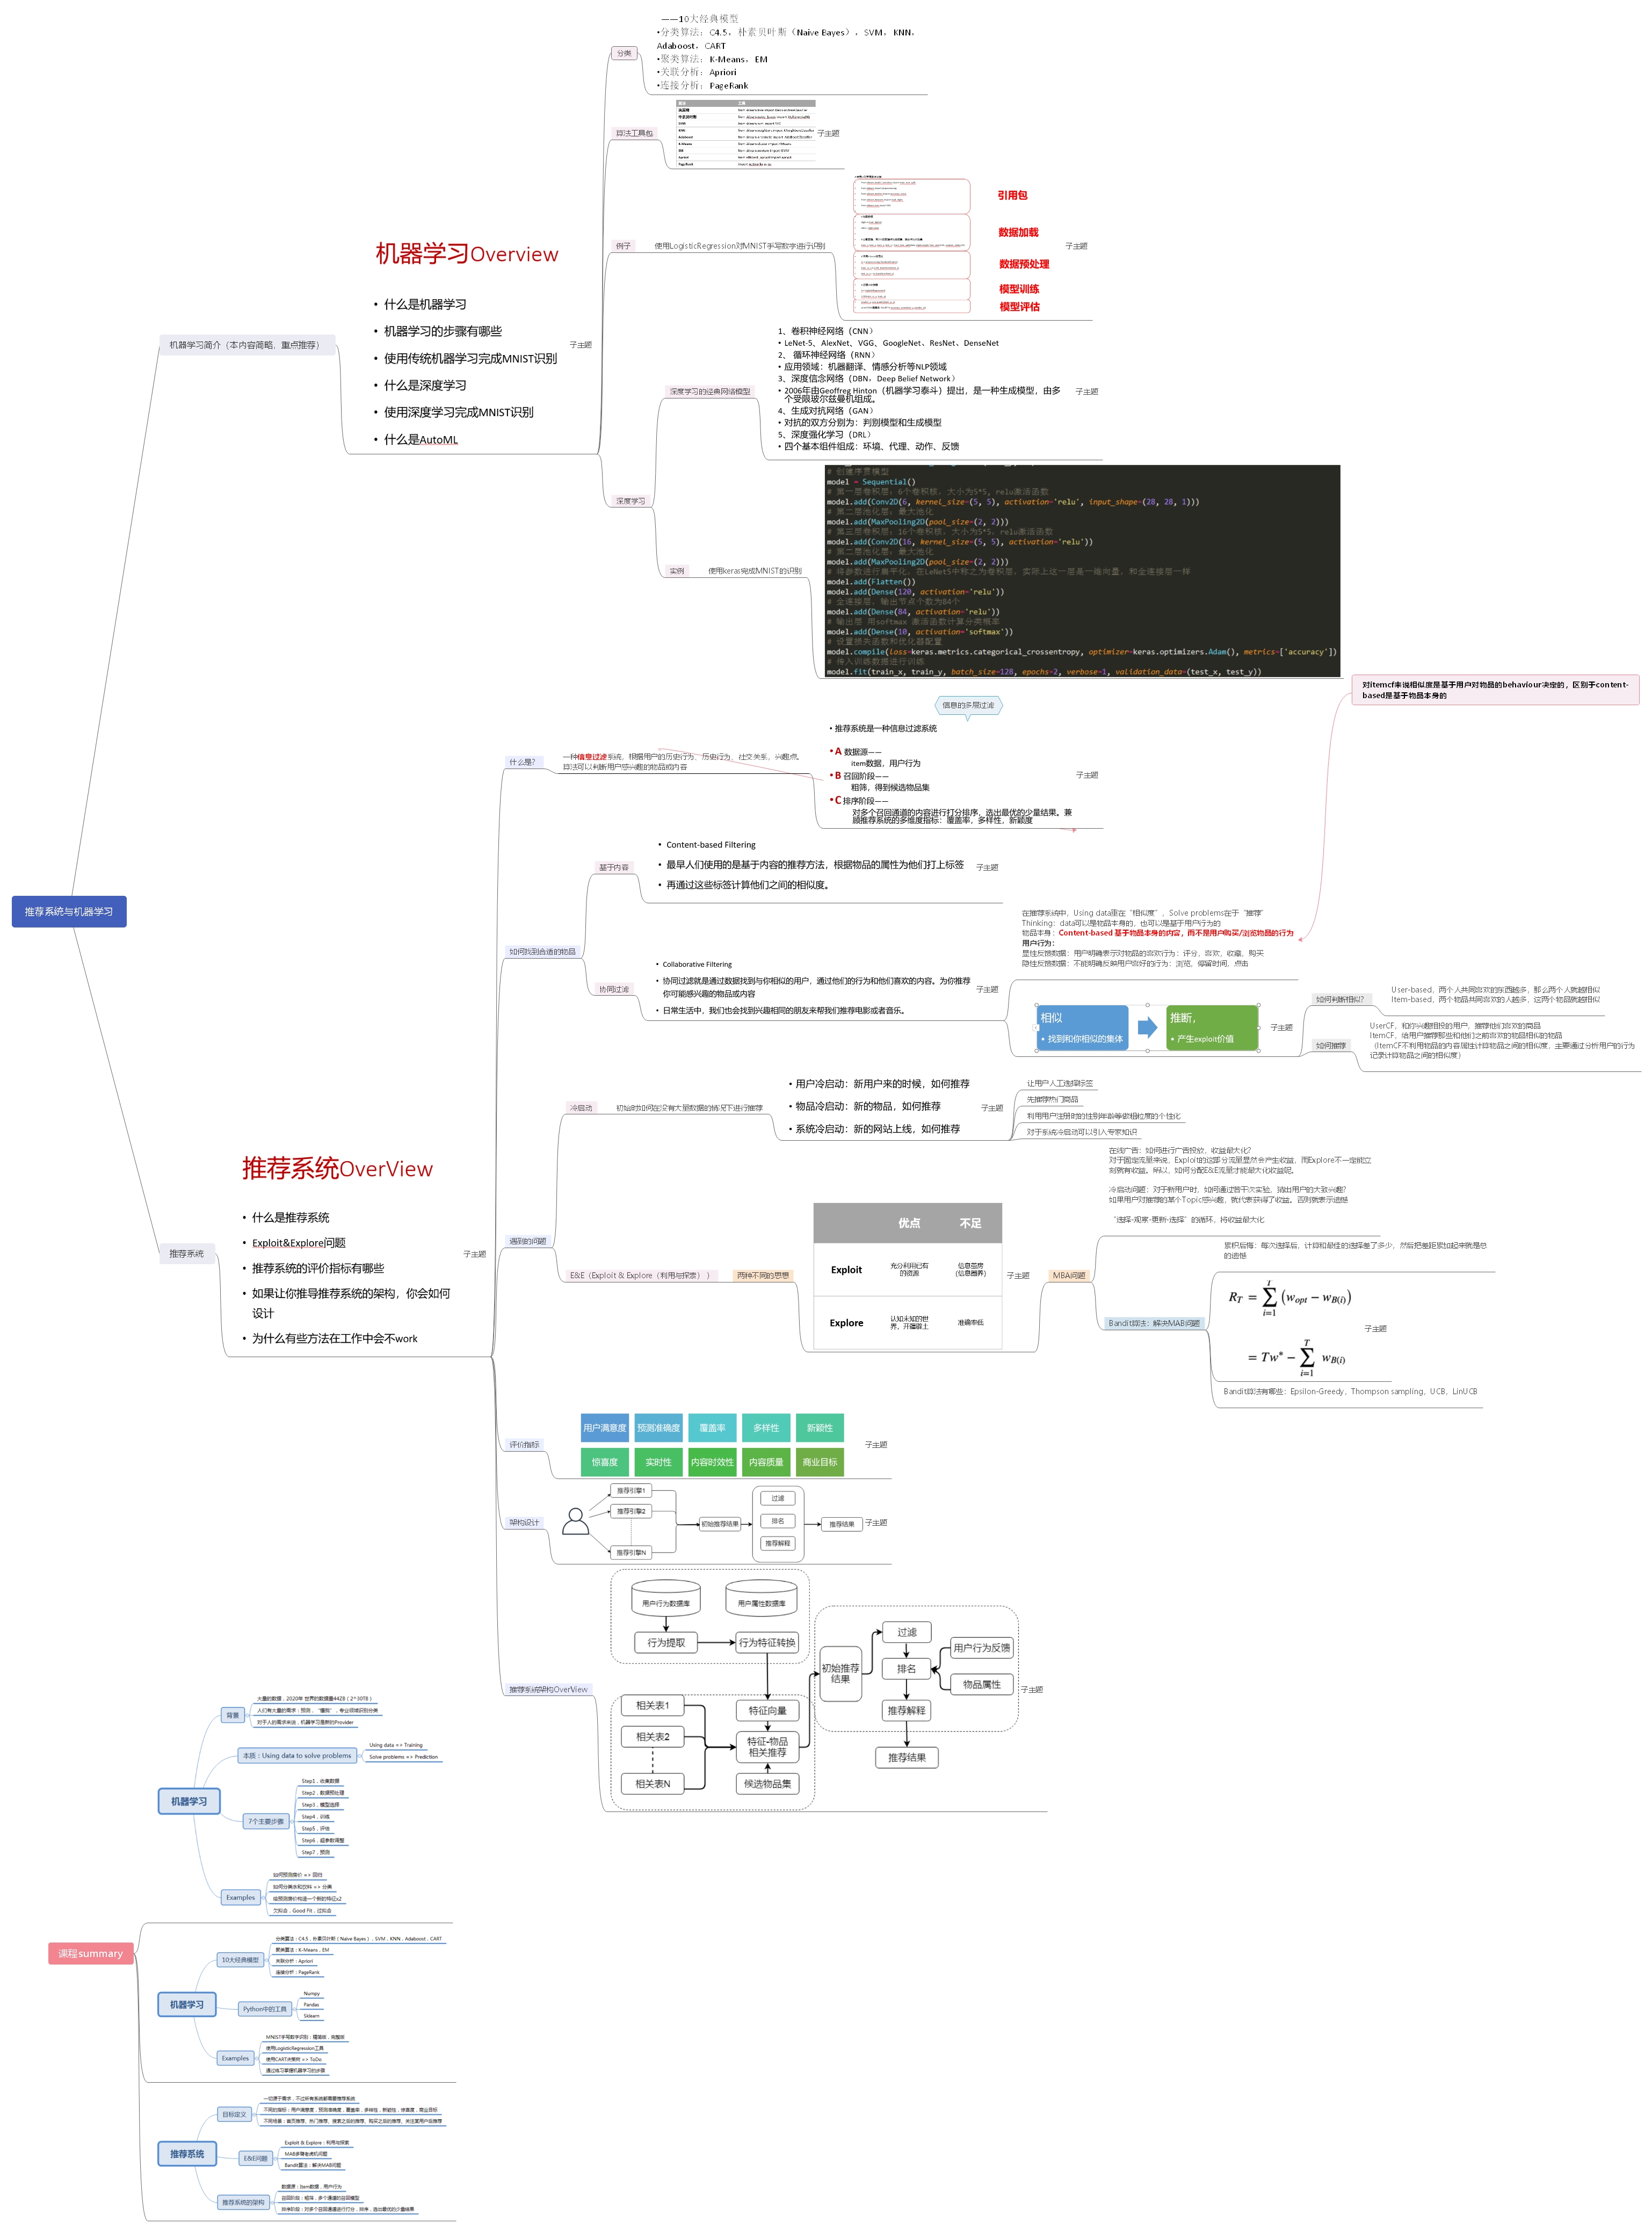 ——10大经典模型
•分类算法：C4.5，朴素贝叶斯（Naive Bayes），SVM，KNN，
Adaboost，CART
•聚类算法：K-Means，EM
•关联分析：Apriori
•连接分析：PageRank
分类
算法
工具
算法工具包
子主题
引用包
数据加载
数据预处理
模型训练
模型评估
例子
使用LogisticRegression对MNIST手写数字进行识别
子主题
机器学习Overview
• 什么是机器学习
• 机器学习的步骤有哪些
• 使用传统机器学习完成MNIST识别
• 什么是深度学习
• 使用深度学习完成MNIST识别
• 什么是AutoML
机器学习简介（本内容简略，重点推荐）
子主题
1、卷积神经网络（CNN）
• LeNet-5、AlexNet、VGG、GoogleNet、ResNet、DenseNet
2、 循环神经网络（RNN）
• 应用领域：机器翻译、情感分析等NLP领域
3、深度信念网络（DBN，Deep Belief Network）
• 2006年由Geoffreg Hinton（机器学习泰斗）提出，是一种生成模型，由多
个受限玻尔兹曼机组成。
4、生成对抗网络（GAN）
• 对抗的双方分别为：判别模型和生成模型
5、深度强化学习（DRL）
• 四个基本组件组成：环境、代理、动作、反馈
深度学习的经典网络模型
子主题
深度学习
# 创建序贯模型
model = Sequential()
# 第一层卷积层：6个卷积核，大小为5*5, relu激活函数
model.add(Conv2D(6, kernel_size=(5, 5), activation='relu', input_shape=(28, 28, 1)))
# 第二层池化层：最大池化
model.add(MaxPooling2D(pool_size=(2, 2)))
# 第三层卷积层：16个卷积核，大小为5*5，relu激活函数
model.add(Conv2D(16, kernel_size=(5, 5), activation='relu'))
# 第二层池化层：最大池化
model.add(MaxPooling2D(pool_size=(2, 2)))
# 将参数进行扁平化，在LeNet5中称之为卷积层，实际上这一层是一维向量，和全连接层一样
model.add(Flatten())
model.add(Dense(120, activation='relu'))
# 全连接层，输出节点个数为84个
model.add(Dense(84, activation='relu'))
# 输出层 用softmax 激活函数计算分类概率
model.add(Dense(10, activation='softmax'))
# 设置损失函数和优化器配置
model.compile(loss=keras.metrics.categorical_crossentropy, optimizer=keras.optimizers.Adam(), metrics=['accuracy'])
# 传入训练数据进行训练
model.fit(train_x, train_y, batch_size=128, epochs=2, verbose=1, validation_data=(test_x, test_y))
实例
使用keras完成MNIST的识别
对itemcf来说相似度是基于用户对物品的behaviour决定的，区别于content-
based是基于物品本身的
信息的多层过滤
• 推荐系统是一种信息过滤系统
• A 数据源——
item数据，用户行为
• B 召回阶段——
粗筛，得到候选物品集
• C 排序阶段——
对多个召回通道的内容进行打分排序，选出最优的少量结果。兼
顾推荐系统的多维度指标：覆盖率，多样性，新颖度
子主题
什么是?
一种信息过滤系统，根据用户的历史行为，历史行为，社交关系，兴趣点。
算法可以判断用户感兴趣的物品或内容
• Content-based Filtering
• 最早人们使用的是基于内容的推荐方法，根据物品的属性为他们打上标签
• 再通过这些标签计算他们之间的相似度。
基于内容
子主题
推荐系统与机器学习
如何找到合适的物品
在推荐系统中，Using data重在“相似度”，Solve problems在于“推荐”
Thinking：data可以是物品本身的，也可以是基于用户行为的
物品本身：Content-based 基于物品本身的内容，而不是用户购买/浏览物品的行为
用户行为：
显性反馈数据：用户明确表示对物品的喜欢行为：评分，喜欢，收藏，购买
隐性反馈数据：不能明确反映用户喜好的行为：浏览，停留时间，点击
• Collaborative Filtering
• 协同过滤就是通过数据找到与你相似的用户，通过他们的行为和他们喜欢的内容。为你推荐
你可能感兴趣的物品或内容
• 日常生活中，我们也会找到兴趣相同的朋友来帮我们推荐电影或者音乐。
协同过滤
子主题
相似
• 找到和你相似的集体
推断，
• 产生exploit价值
子主题
如何判断相似?
User-based，两个人共同喜欢的东西越多，那么两个人就越相似
Item-based，两个物品共同喜欢的人越多，这两个物品就越相似
如何推荐
UserCF，和你兴趣相投的用户，推荐他们喜欢的商品
ItemCF，给用户推荐那些和他们之前喜欢的物品相似的物品
（ItemCF不利用物品的内容属性计算物品之间的相似度，主要通过分析用户的行为
记录计算物品之间的相似度）
冷启动
初始时如何在没有大量数据的情况下进行推荐
• 用户冷启动：新用户来的时候，如何推荐
• 物品冷启动：新的物品，如何推荐
• 系统冷启动：新的网站上线，如何推荐
子主题
让用户人工选择标签
先推荐热门商品
利用用户注册时的性别年龄等做粗粒度的个性化
对于系统冷启动可以引入专家知识
推荐系统OverView
• 什么是推荐系统
• Exploit&Explore问题
• 推荐系统的评价指标有哪些
• 如果让你推导推荐系统的架构，你会如何
设计
• 为什么有些方法在工作中会不work
推荐系统
子主题
遇到的问题
E&E（Exploit & Explore（利用与探索））
两种不同的思想
优点
不足
Exploit
充分利用已有
的资源
信息茧房
(信息圈养)
Explore
认知未知的世
界，开疆辟土
准确率低
子主题
MBA问题
在线广告：如何进行广告投放，收益最大化?
对于固定流量来说，Exploit的这部分流量显然会产生收益，而Explore不一定能立
刻就有收益。所以，如何分配E&E流量才能最大化收益呢。
冷启动问题：对于新用户时，如何通过若干次实验，猜出用户的大致兴趣?
如果用户对推荐的某个Topic感兴趣，就代表获得了收益。否则就表示遗憾
“选择-观察-更新-选择”的循环，将收益最大化
Bandit算法：解决MAB问题
累积后悔：每次选择后，计算和最佳的选择差了多少，然后把差距累加起来就是总
的遗憾
R_T = ∑_{i=1}^{T} (w_{opt} − w_{B(i)})
= Tw* − ∑_{i=1}^{T} w_{B(i)}
子主题
Bandit算法有哪些：Epsilon-Greedy，Thompson sampling，UCB，LinUCB
评价指标
用户满意度
预测准确度
覆盖率
多样性
新颖性
惊喜度
实时性
内容时效性
内容质量
商业目标
子主题
架构设计
推荐引擎1
推荐引擎2
推荐引擎N
初始推荐结果
过滤
排名
推荐解释
推荐结果
子主题
推荐系统架构OverView
用户行为数据库
用户属性数据库
行为提取
行为特征转换
相关表1
相关表2
相关表N
特征向量
特征-物品
相关推荐
候选物品集
初始推荐
结果
过滤
排名
推荐解释
推荐结果
用户行为反馈
物品属性
子主题
课程summary
机器学习
背景
大量的数据，2020年 世界的数据量44ZB（2^30TB）
人们有大量的需求：预测，“懂我”，专业领域识别分类
对于人的需求来说，机器学习是新的Provider
本质：Using data to solve problems
Using data => Training
Solve problems => Prediction
7个主要步骤
Step1，收集数据
Step2，数据预处理
Step3，模型选择
Step4，训练
Step5，评估
Step6，超参数调整
Step7，预测
Examples
如何预测房价 => 回归
如何分类水和饮料 => 分类
给预测房价构造一个新的特征x2
欠拟合，Good Fit，过拟合
机器学习
10大经典模型
分类算法：C4.5，朴素贝叶斯（Naive Bayes），SVM，KNN，Adaboost，CART
聚类算法：K-Means，EM
关联分析：Apriori
连接分析：PageRank
Python中的工具
Numpy
Pandas
Sklearn
Examples
MNIST手写数字识别：精简版，完整版
使用LogisticRegression工具
使用CART决策树 => ToDo
通过练习掌握机器学习的步骤
推荐系统
目标定义
一切源于需求，不过所有系统都需要推荐系统
不同的指标：用户满意度，预测准确度，覆盖率，多样性，新颖性，惊喜度，商业目标
不同场景：首页推荐、热门推荐、搜索之后的推荐、购买之后的推荐、关注某用户后推荐
E&E问题
Exploit & Explore：利用与探索
MAB多臂老虎机问题
Bandit算法：解决MAB问题
推荐系统的架构
数据源：Item数据，用户行为
召回阶段：粗筛，多个通道的召回模型
排序阶段：对多个召回通道进行打分，排序，选出最优的少量结果